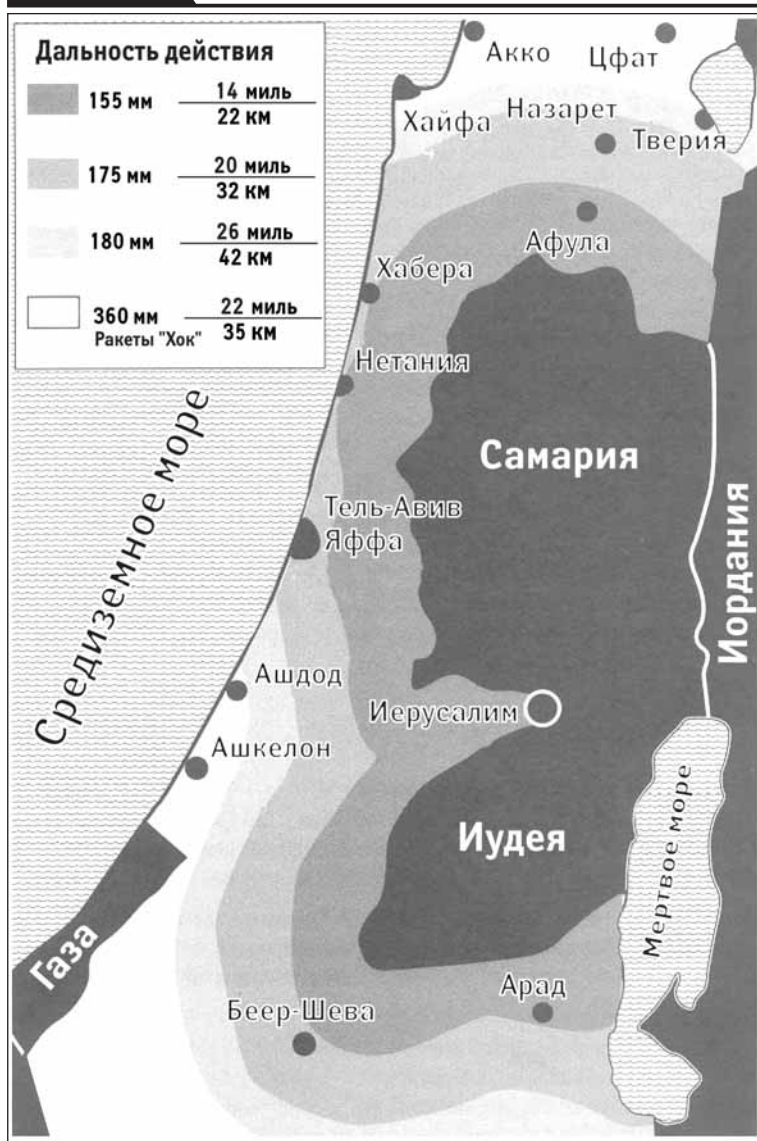 Дальность действия
155 мм 14 миль
22 км
175 мм 20 миль
32 км
180 мм 26 миль
42 км
360 мм 22 миль
Ракеты "Хок" 35 км
Акко
Цфат
Хайфа
Назарет
Тверия
Афула
Хабера
Нетания
Самария
Тель-Авив
Яффа
Средиземное море
Иордания
Ашдод
Иерусалим
Ашкелон
Иудея
Мертвое море
Газа
Беер-Шева
Арад